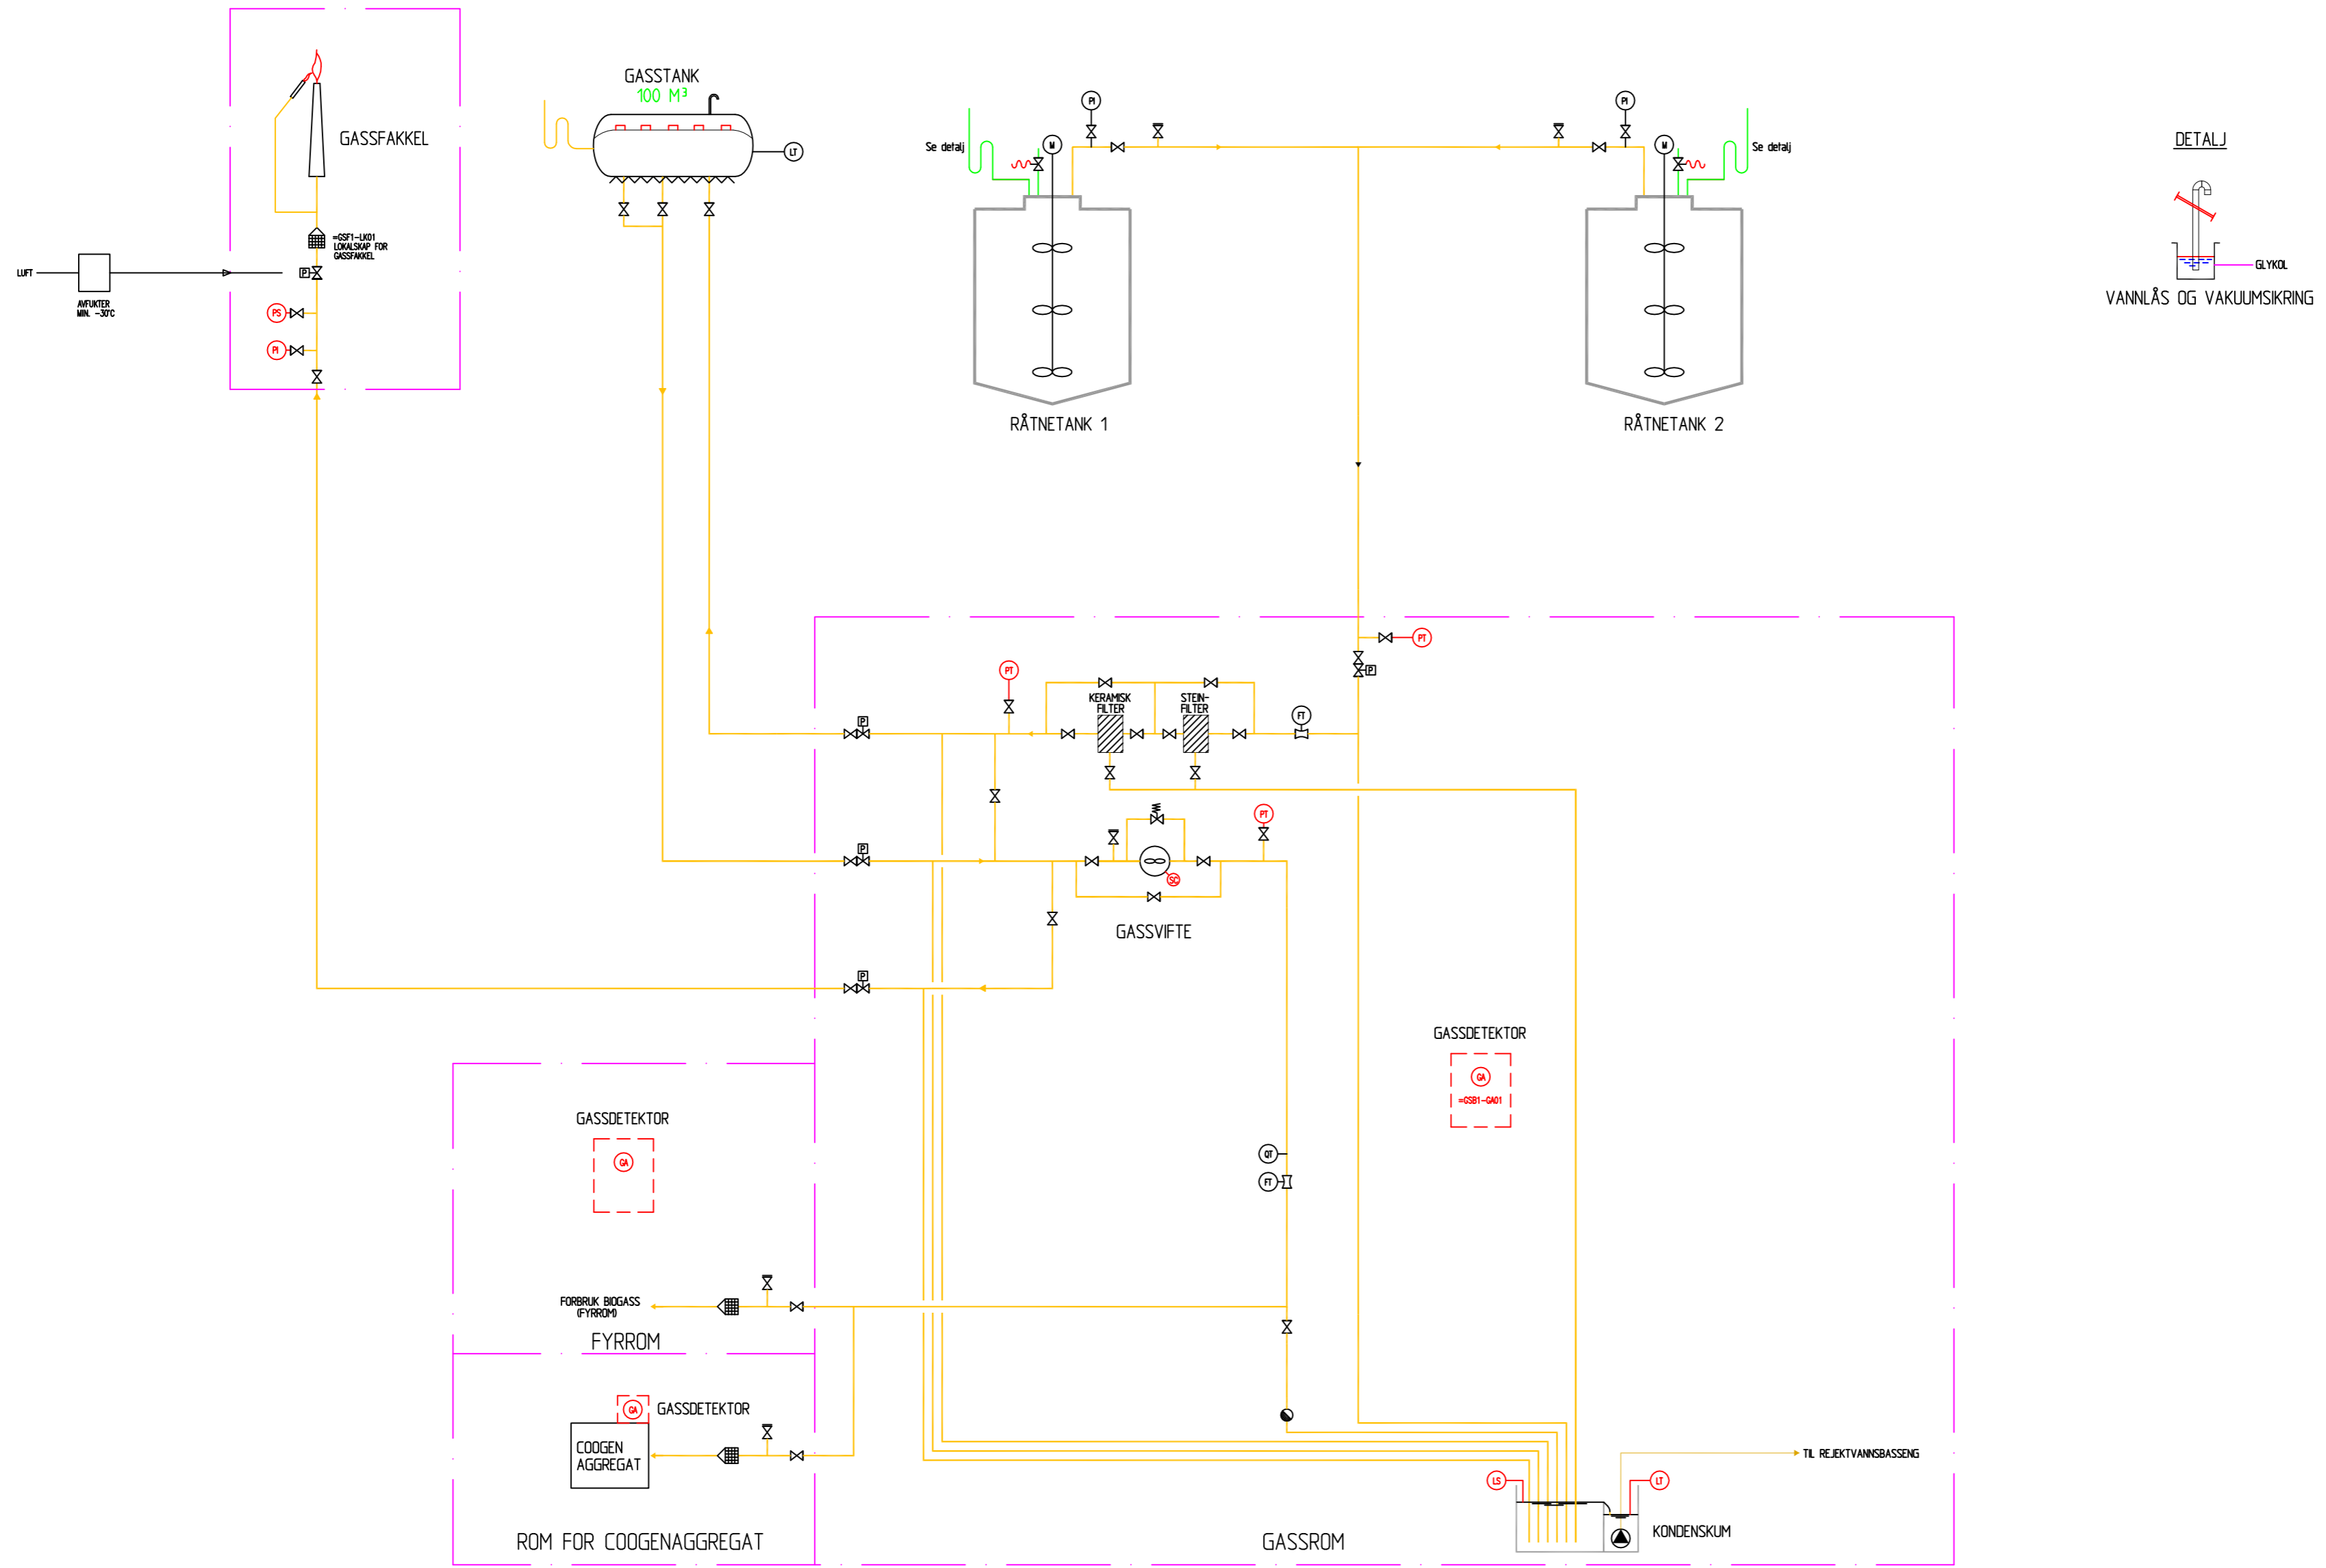 GASSTANK
100 M³
GASSFAKKEL
=GSF1-LK01
LOKALSKAP FOR
GASSFAKKEL
LUFT
AVFUKTER
MIN. -30°C
P
PS
PI
LT
PI
M
Se detalj
RÅTNETANK 1
PI
M
Se detalj
RÅTNETANK 2
DETALJ
GLYKOL
VANNLÅS OG VAKUUMSIKRING
PT
P
PT
KERAMISK
FILTER
STEIN-
FILTER
FT
P
P
PT
SC
GASSVIFTE
P
GASSDETEKTOR
GA
=GSB1-GA01
GASSDETEKTOR
GA
QT
FT
FORBRUK BIOGASS
(FYRROM)
FYRROM
GA
GASSDETEKTOR
COOGEN
AGGREGAT
ROM FOR COOGENAGGREGAT
GASSROM
TIL REJEKTVANNSBASSENG
LS
LT
KONDENSKUM